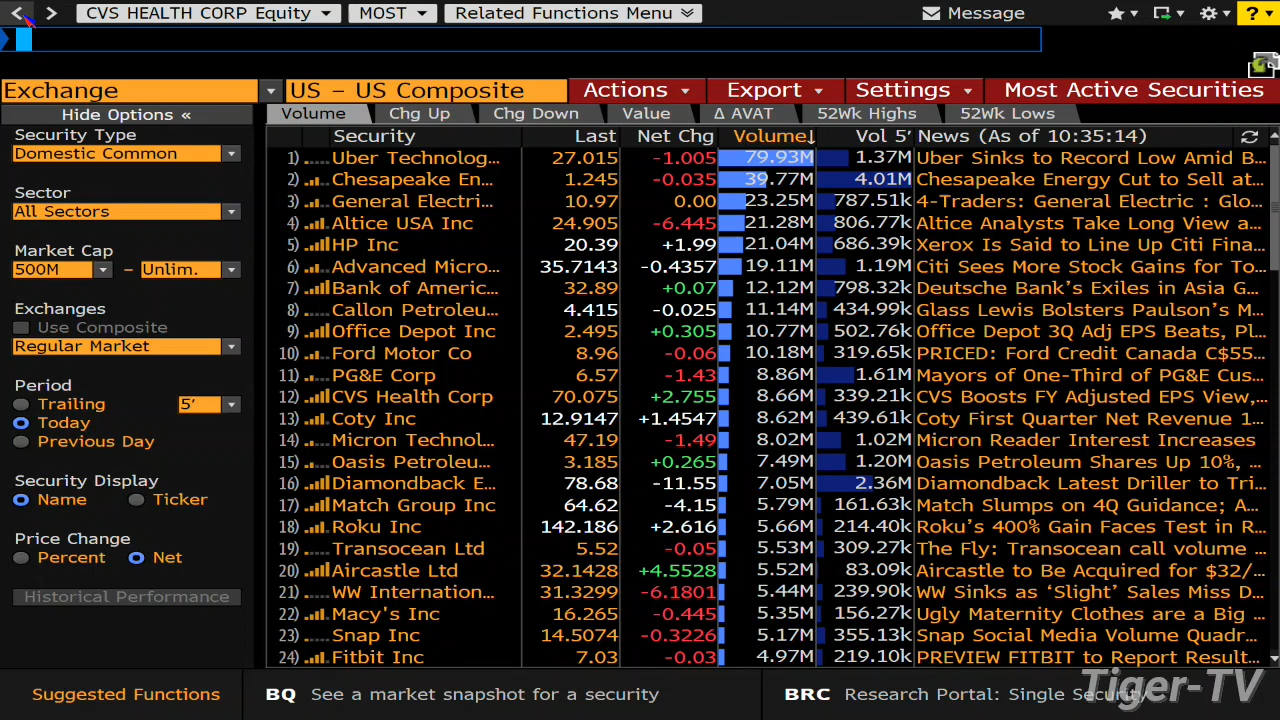 CVS HEALTH CORP Equity MOST Related Functions Menu Message ?
Exchange US - US Composite Actions Export Settings Most Active Securities
Hide Options « Volume Chg Up Chg Down Value Δ AVAT 52Wk Highs 52Wk Lows
Security Type
Domestic Common
Sector
All Sectors
Market Cap
500M - Unlim.
Exchanges
Use Composite
Regular Market
Period
Trailing 5'
Today
Previous Day
Security Display
Name Ticker
Price Change
Percent Net
Historical Performance
Security Last Net Chg Volume↓ Vol 5' News (As of 10:35:14)
1) Uber Technolog... 27.015 -1.005 79.93M 1.37M Uber Sinks to Record Low Amid B...
2) Chesapeake En... 1.245 -0.035 39.77M 4.01M Chesapeake Energy Cut to Sell at...
3) General Electri... 10.97 0.00 23.25M 787.51k 4-Traders: General Electric : Glo...
4) Altice USA Inc 24.905 -6.445 21.28M 806.77k Altice Analysts Take Long View a...
5) HP Inc 20.39 +1.99 21.04M 686.39k Xerox Is Said to Line Up Citi Fina...
6) Advanced Micro... 35.7143 -0.4357 19.11M 1.19M Citi Sees More Stock Gains for To...
7) Bank of Americ... 32.89 +0.07 12.12M 798.32k Deutsche Bank's Exiles in Asia G...
8) Callon Petroleu... 4.415 -0.025 11.14M 434.99k Glass Lewis Bolsters Paulson's M...
9) Office Depot Inc 2.495 +0.305 10.77M 502.76k Office Depot 3Q Adj EPS Beats, Pl...
10) Ford Motor Co 8.96 -0.06 10.18M 319.65k PRICED: Ford Credit Canada C$55...
11) PG&E Corp 6.57 -1.43 8.86M 1.61M Mayors of One-Third of PG&E Cus...
12) CVS Health Corp 70.075 +2.755 8.66M 339.21k CVS Boosts FY Adjusted EPS View,...
13) Coty Inc 12.9147 +1.4547 8.62M 439.61k Coty First Quarter Net Revenue 1...
14) Micron Technol... 47.19 -1.49 8.02M 1.02M Micron Reader Interest Increases
15) Oasis Petroleu... 3.185 +0.265 7.49M 1.20M Oasis Petroleum Shares Up 10%, ...
16) Diamondback E... 78.68 -11.55 7.05M 2.36M Diamondback Latest Driller to Tri...
17) Match Group Inc 64.62 -4.15 5.79M 161.63k Match Slumps on 4Q Guidance; A...
18) Roku Inc 142.186 +2.616 5.66M 214.40k Roku's 400% Gain Faces Test in R...
19) Transocean Ltd 5.52 -0.05 5.53M 309.27k The Fly: Transocean call volume ...
20) Aircastle Ltd 32.1428 +4.5528 5.52M 83.09k Aircastle to Be Acquired for $32/...
21) WW Internation... 31.3299 -6.1801 5.44M 239.90k WW Sinks as 'Slight' Sales Miss D...
22) Macy's Inc 16.265 -0.445 5.35M 156.27k Ugly Maternity Clothes are a Big ...
23) Snap Inc 14.5074 -0.3226 5.17M 355.13k Snap Social Media Volume Quadr...
24) Fitbit Inc 7.03 -0.03 4.97M 219.10k PREVIEW FITBIT to Report Result...
Suggested Functions BQ See a market snapshot for a security BRC Research Portal: Single Security
Tiger-TV